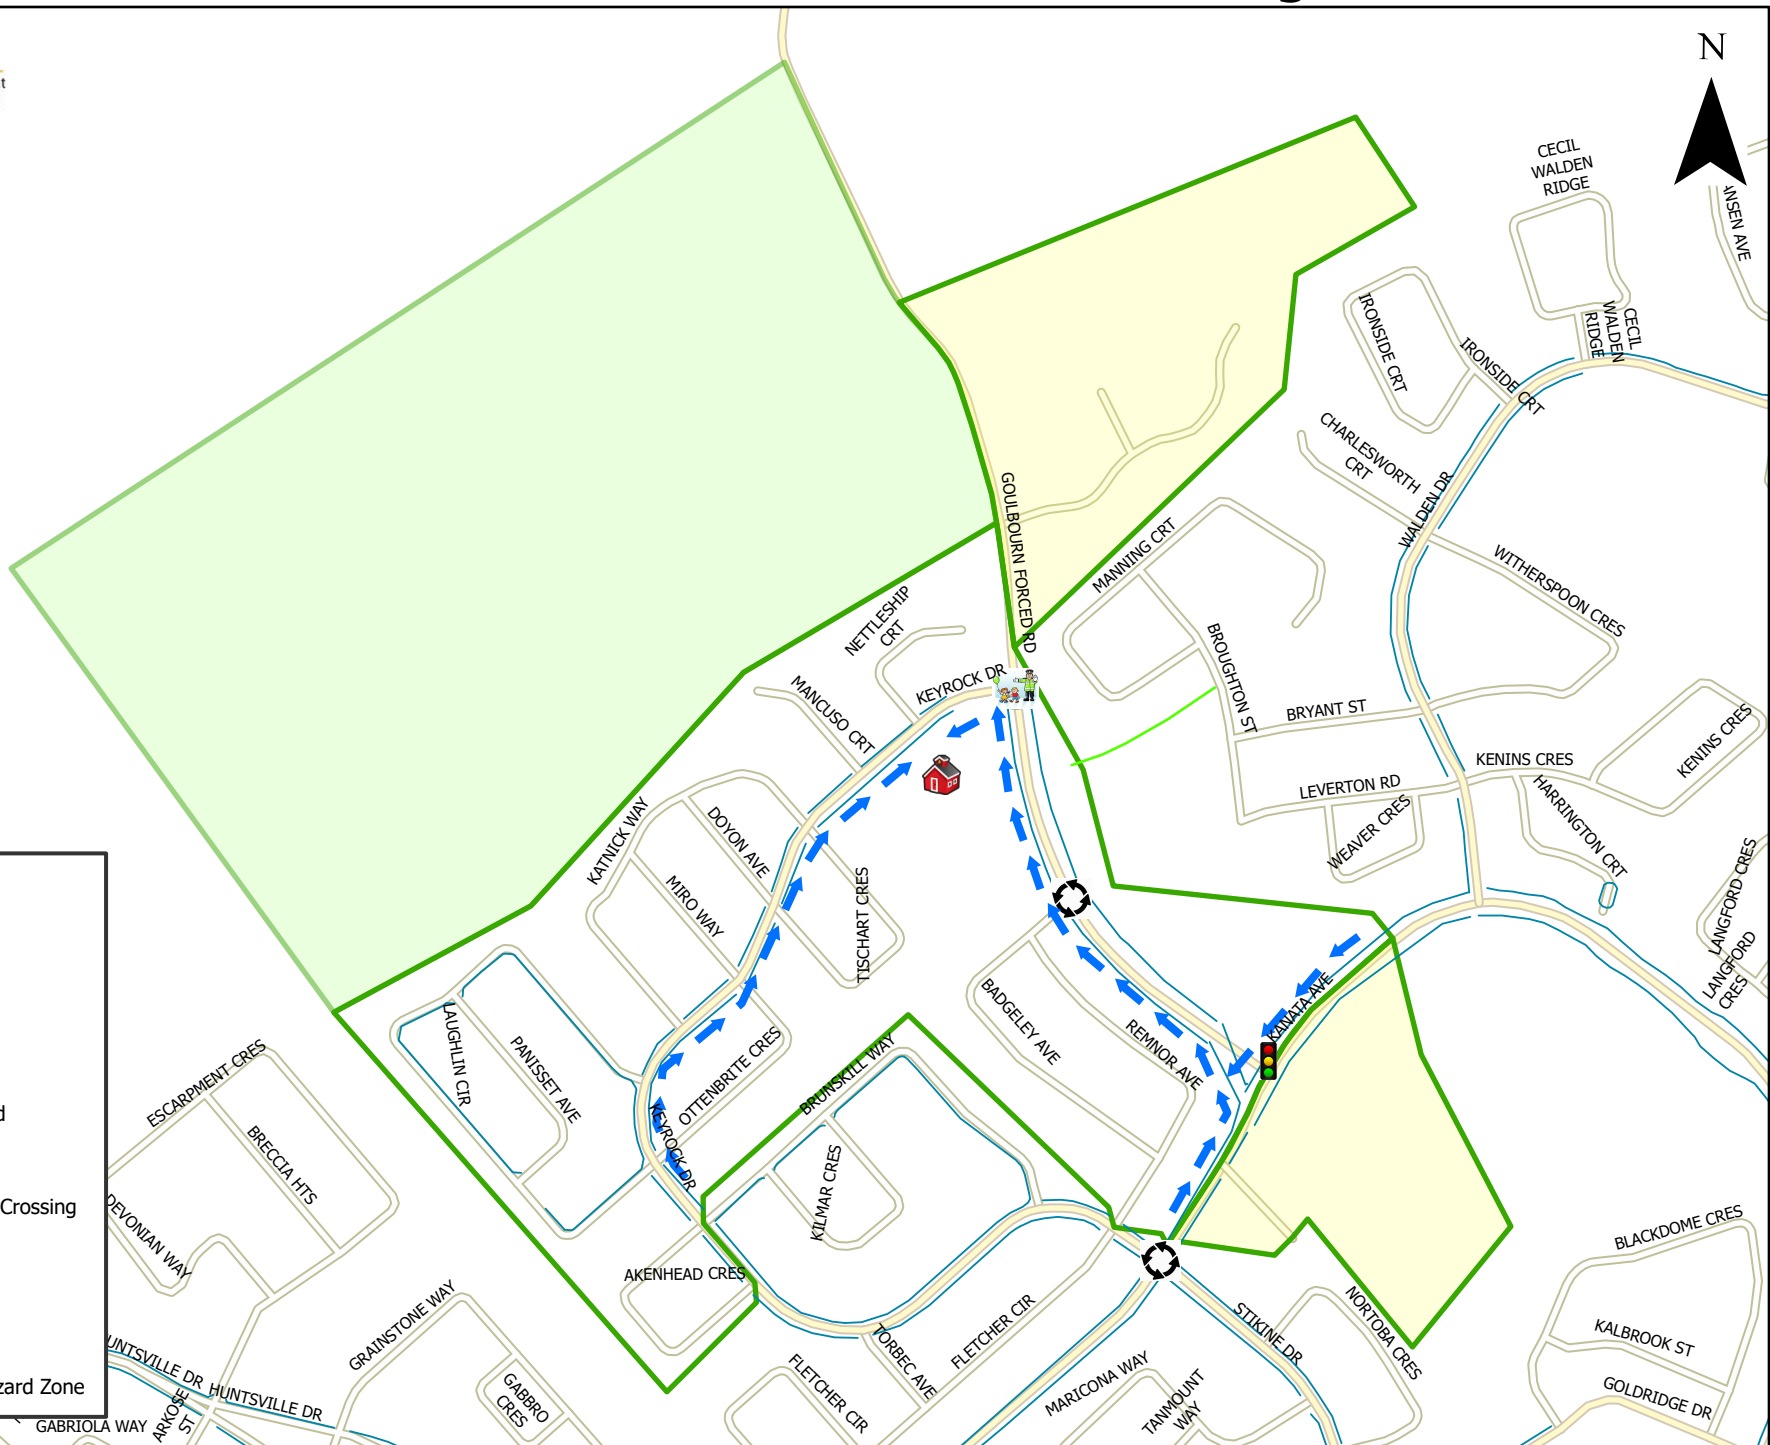 N
CECIL
WALDEN
RIDGE
IRONSIDE CRT
IRONSIDE CRT
CECIL
WALDEN
RIDGE
CHARLESWORTH
CRT
WALDEN DR
GOULBOURN FORCED RD
MANNING CRT
WITHERSPOON CRES
NETTLESHIP
CRT
BROUGHTON ST
KEYROCK DR
MANCUSO CRT
BRYANT ST
KENINS CRES
KENINS CRES
LEVERTON RD
HARRINGTON CRT
WEAVER CRES
KATNICK WAY
DOYON AVE
MIRO WAY
TISCHART CRES
LANGFORD CRES
LANGFORD
CRES
BADGELEY AVE
KANATA AVE
REMNOR AVE
LAUGHLIN CIR
PANISSET AVE
OTTENBRITE CRES
BRUNSKILL WAY
KEYROCK DR
ESCARPMENT CRES
BRECCIA HTS
KILMAR CRES
Crossing
DEVONIAN WAY
BLACKDOME CRES
AKENHEAD CRES
GRAINSTONE WAY
TORBEC AVE
FLETCHER CIR
STIKINE DR
NORTOBA CRES
KALBROOK ST
UNTSVILLE DR
HUNTSVILLE DR
GABBRO
CRES
FLETCHER CIR
MARICONA WAY
TANMOUNT
WAY
GOLDRIDGE DR
zard Zone
ARKOSE
ST
GABRIOLA WAY